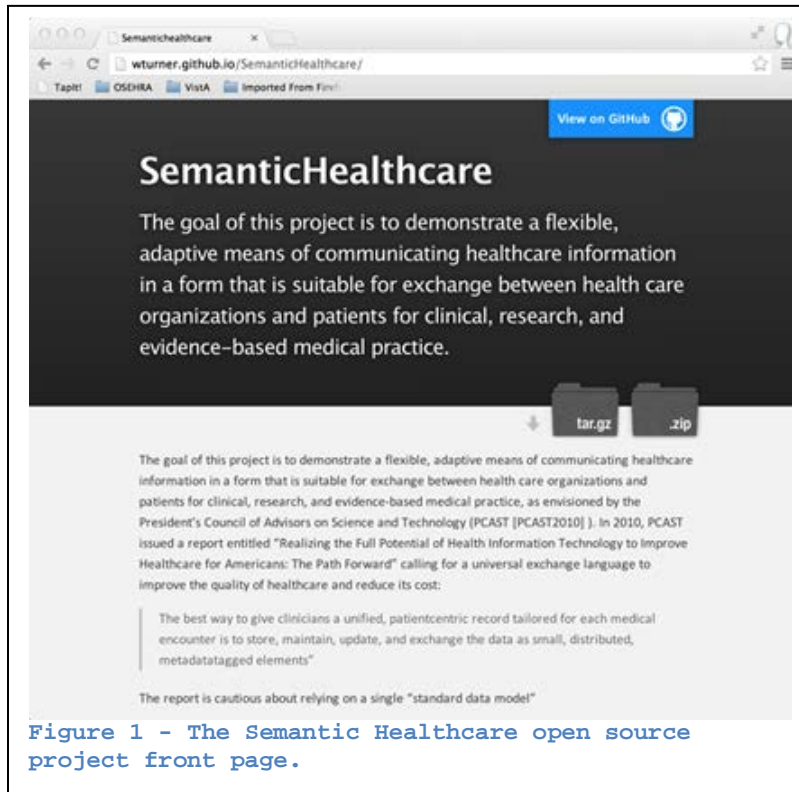 Semantichealthcare ×
wturner.github.io/SemanticHealthcare/
TapIt! OSEHRA VistA Imported From Firef
View on GitHub
SemanticHealthcare
The goal of this project is to demonstrate a flexible,
adaptive means of communicating healthcare information
in a form that is suitable for exchange between health care
organizations and patients for clinical, research, and
evidence-based medical practice.
tar.gz .zip
The goal of this project is to demonstrate a flexible, adaptive means of communicating healthcare
information in a form that is suitable for exchange between health care organizations and
patients for clinical, research, and evidence-based medical practice, as envisioned by the
President's Council of Advisors on Science and Technology (PCAST [PCAST2010] ). In 2010, PCAST
issued a report entitled "Realizing the Full Potential of Health Information Technology to Improve
Healthcare for Americans: The Path Forward" calling for a universal exchange language to
improve the quality of healthcare and reduce its cost:
The best way to give clinicians a unified, patientcentric record tailored for each medical
encounter is to store, maintain, update, and exchange the data as small, distributed,
metadatatagged elements"
The report is cautious about relying on a single "standard data model"
Figure 1 - The Semantic Healthcare open source
project front page.